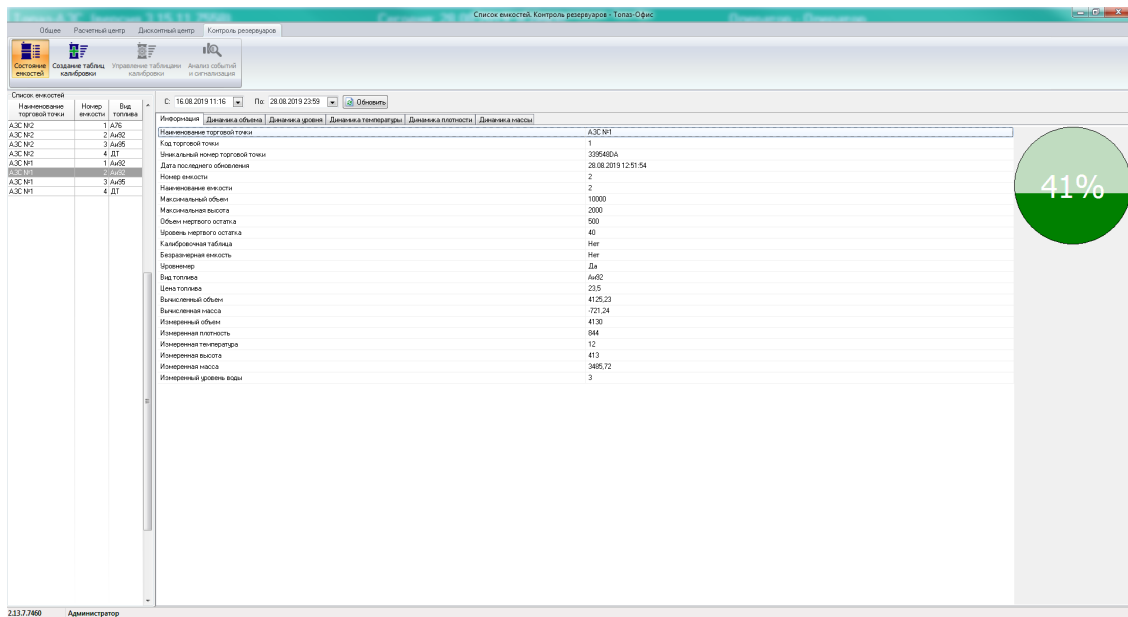 Список емкостей. Контроль резервуаров - Топаз-Офис
Общее Расчетный центр Дисконтный центр Контроль резервуаров
Состояние емкостей
Создание таблиц калибровки
Управление таблицами калибровки
Анализ событий и сигнализация
Список емкостей
С: 16.08.2019 11:16 По: 28.08.2019 23:59 Обновить
Наименование торговой точки Номер емкости Вид топлива
АЗС №2 1 А76
АЗС №2 2 Аи92
АЗС №2 3 Аи95
АЗС №2 4 ДТ
АЗС №1 1 Аи92
АЗС №1 2 Аи92
АЗС №1 3 Аи95
АЗС №1 4 ДТ
Информация Динамика объема Динамика уровня Динамика температуры Динамика плотности Динамика массы
Наименование торговой точки АЗС №1
Код торговой точки 1
Уникальный номер торговой точки 339548DA
Дата последнего обновления 28.08.2019 12:51:54
Номер емкости 2
Наименование емкости 2
Максимальный объем 10000
Максимальная высота 2000
Объем мертвого остатка 500
Уровень мертвого остатка 40
Калибровочная таблица Нет
Безразмерная емкость Нет
Уровнемер Да
Вид топлива Аи92
Цена топлива 23,5
Вычисленный объем 4125,23
Вычисленная масса -721,24
Измеренный объем 4130
Измеренная плотность 844
Измеренная температура 12
Измеренная высота 413
Измеренная масса 3485,72
Измеренный уровень воды 3
41%
2.13.7.7460 Администратор